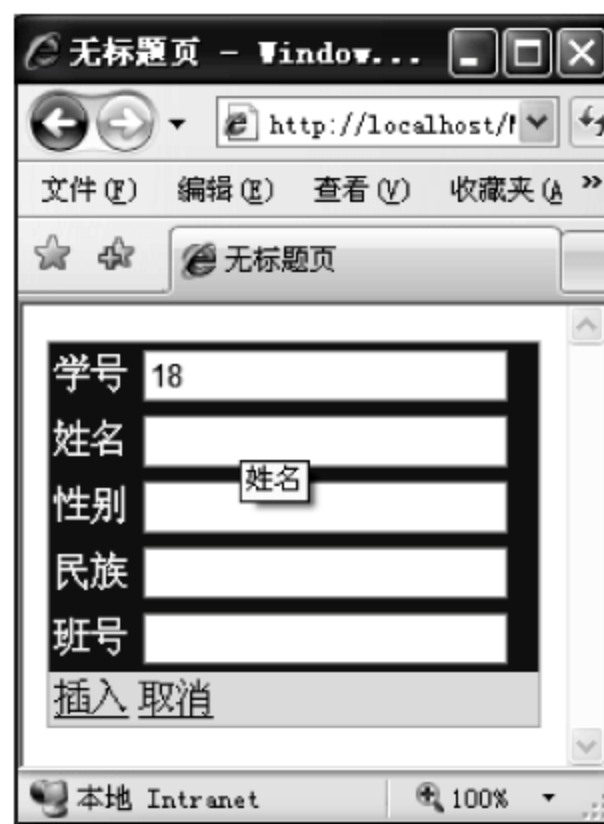 无标题页 - Window...
http://localhost/
文件(F) 编辑(E) 查看(V) 收藏夹(A »
无标题页
学号 18
姓名
姓名
性别
民族
班号
插入 取消
本地 Intranet 100%